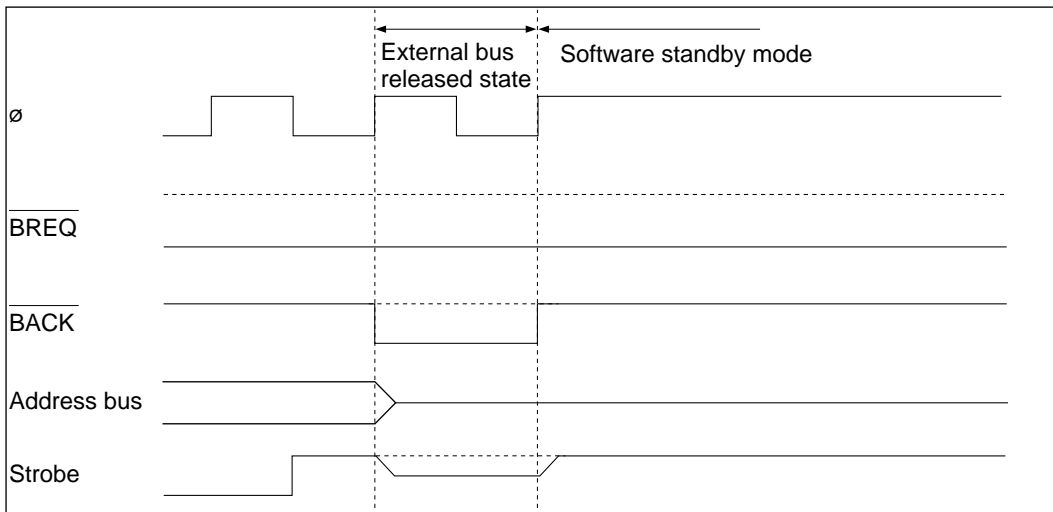 External bus
released state
Software standby mode
ø
BREQ
BACK
Address bus
Strobe